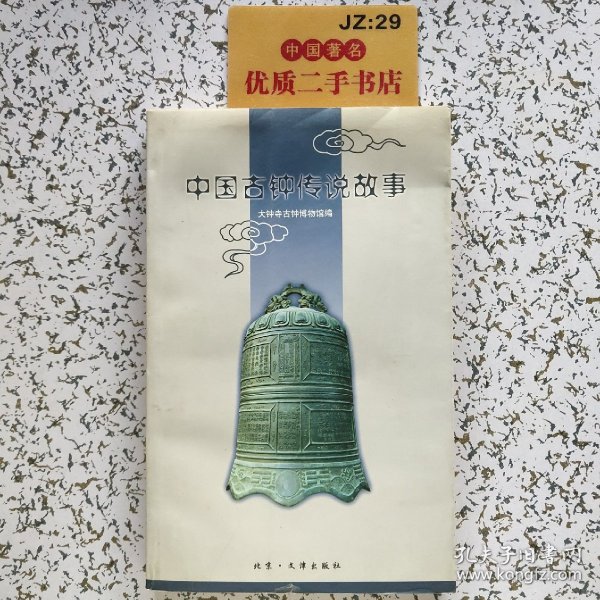 JZ:29
中国著名
优质二手书店
中国古钟传说故事
大钟寺古钟博物馆编
北京·文津出版社
孔夫子旧书网
www.kongfz.com